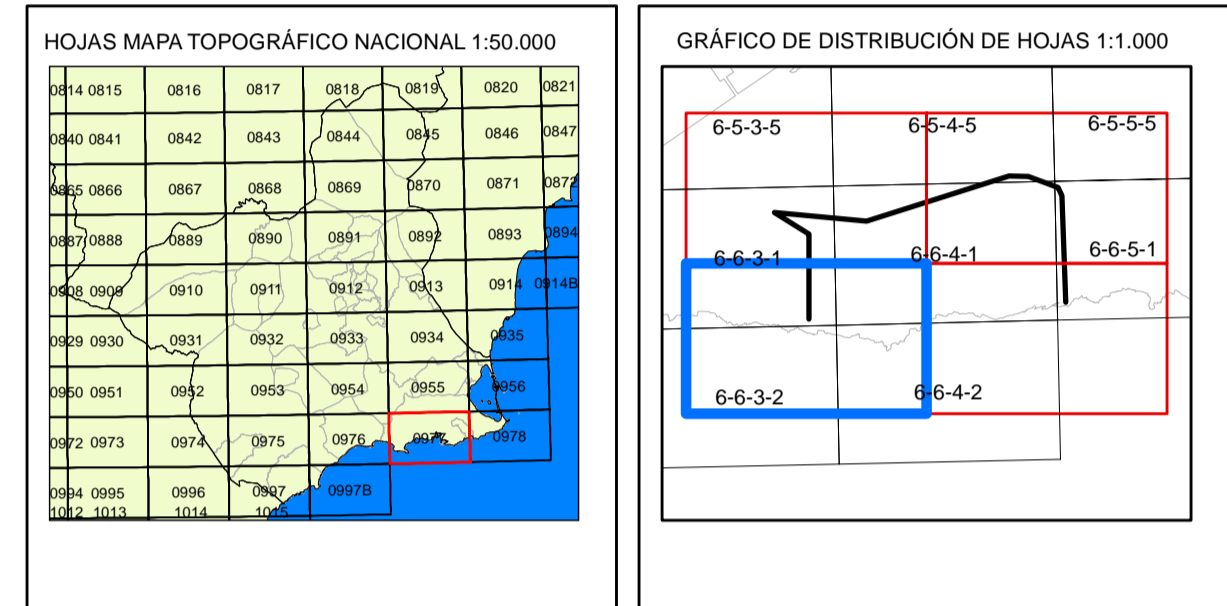 HOJAS MAPA TOPOGRÁFICO NACIONAL 1:50.000
0814 0815 0816 0817 0818 0819 0820 0821
0840 0841 0842 0843 0844 0845 0846 0847
0865 0866 0867 0868 0869 0870 0871 0872
0887 0888 0889 0890 0891 0892 0893 0894
0908 0909 0910 0911 0912 0913 0914 0914B
0929 0930 0931 0932 0933 0934 0935
0950 0951 0952 0953 0954 0955 0956
0972 0973 0974 0975 0976 0977 0978
0994 0995 0996 0997 0997B
1012 1013 1014 1015
GRÁFICO DE DISTRIBUCIÓN DE HOJAS 1:1.000
6-5-3-5 6-5-4-5 6-5-5-5
6-6-3-1 6-6-4-1 6-6-5-1
6-6-3-2 6-6-4-2